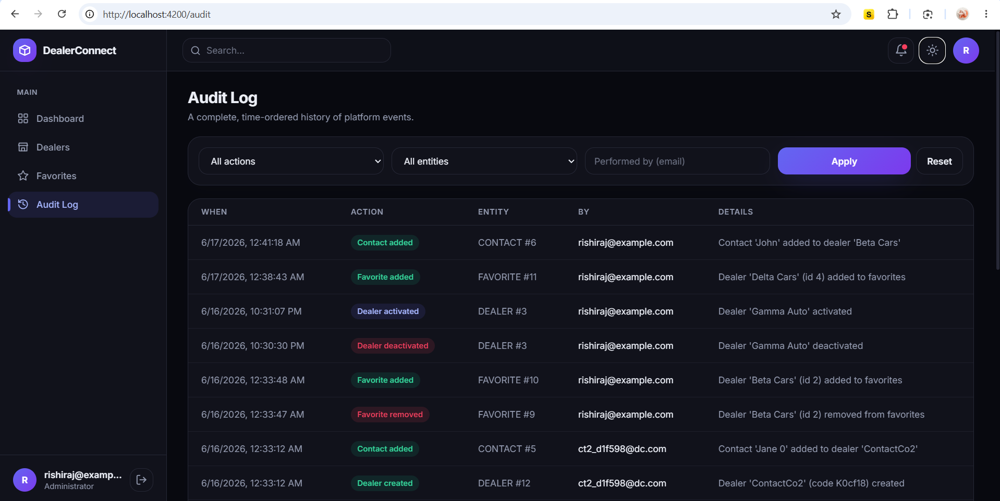 http://localhost:4200/audit
S
DealerConnect
Search...
R
MAIN
Dashboard
Dealers
Favorites
Audit Log
Audit Log
A complete, time-ordered history of platform events.
All actions All entities Performed by (email) Apply Reset
WHEN ACTION ENTITY BY DETAILS
6/17/2026, 12:41:18 AM Contact added CONTACT #6 rishiraj@example.com Contact 'John' added to dealer 'Beta Cars'
6/17/2026, 12:38:43 AM Favorite added FAVORITE #11 rishiraj@example.com Dealer 'Delta Cars' (id 4) added to favorites
6/16/2026, 10:31:07 PM Dealer activated DEALER #3 rishiraj@example.com Dealer 'Gamma Auto' activated
6/16/2026, 10:30:30 PM Dealer deactivated DEALER #3 rishiraj@example.com Dealer 'Gamma Auto' deactivated
6/16/2026, 12:33:48 AM Favorite added FAVORITE #10 rishiraj@example.com Dealer 'Beta Cars' (id 2) added to favorites
6/16/2026, 12:33:47 AM Favorite removed FAVORITE #9 rishiraj@example.com Dealer 'Beta Cars' (id 2) removed from favorites
6/16/2026, 12:33:12 AM Contact added CONTACT #5 ct2_d1f598@dc.com Contact 'Jane 0' added to dealer 'ContactCo2'
6/16/2026, 12:33:12 AM Dealer created DEALER #12 ct2_d1f598@dc.com Dealer 'ContactCo2' (code K0cf18) created
R
rishiraj@examp...
Administrator